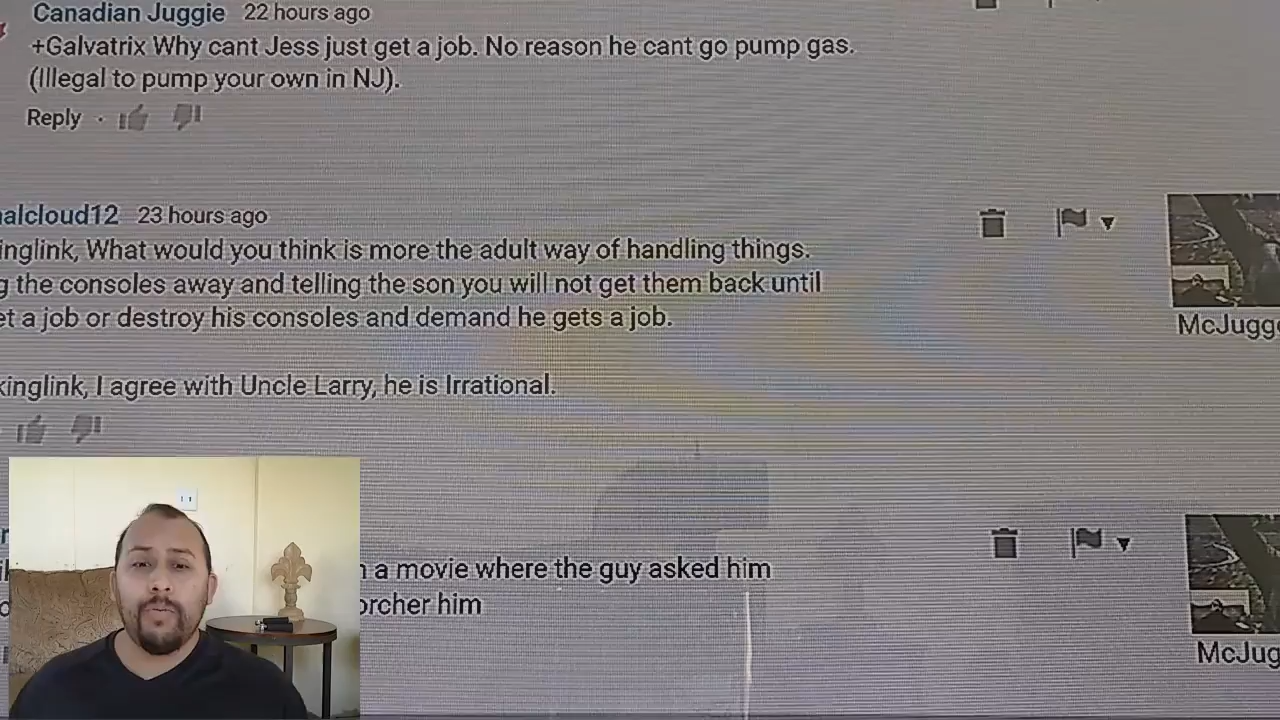 Canadian Juggie 22 hours ago
+Galvatrix Why cant Jess just get a job. No reason he cant go pump gas.
(Illegal to pump your own in NJ).
Reply
alcloud12 23 hours ago
inglink, What would you think is more the adult way of handling things.
g the consoles away and telling the son you will not get them back until
et a job or destroy his consoles and demand he gets a job.
McJugg
kinglink, I agree with Uncle Larry, he is Irrational.
a movie where the guy asked him
orcher him
McJug